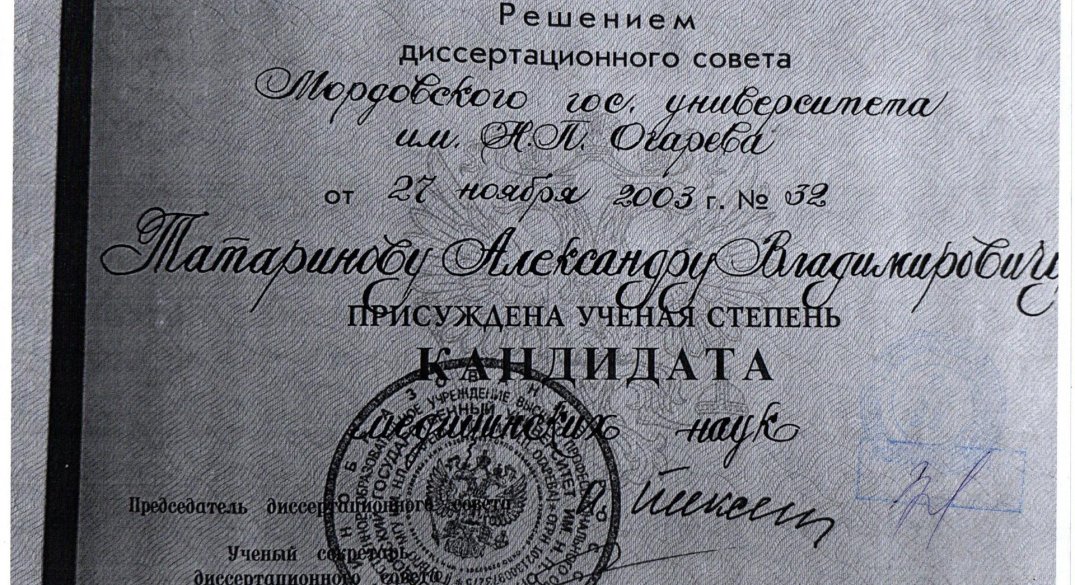 Решением
диссертационного совета
Мордовского гос. университета
им. Н.П. Огарева
от 27 ноября 2003 г. № 32
Татаринову Александру Владимировичу
ПРИСУЖДЕНА УЧЕНАЯ СТЕПЕНЬ
КАНДИДАТА
медицинских наук
Председатель диссертационного совета
Ученый секретарь
диссертационного совета